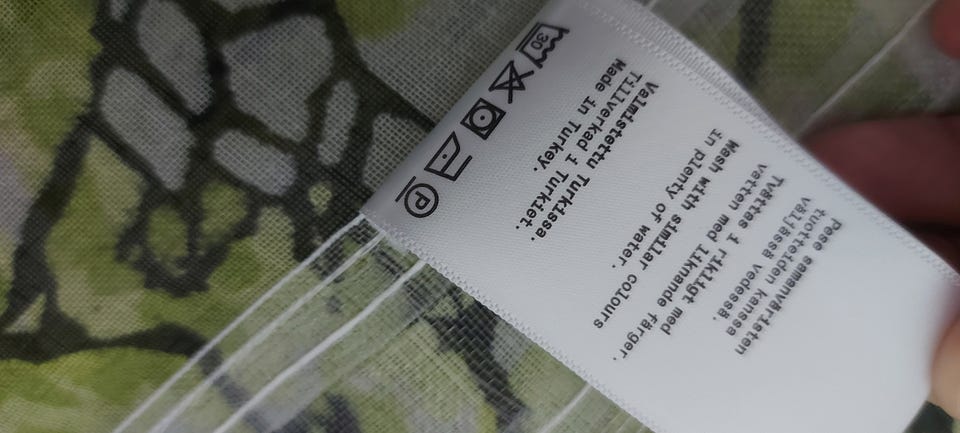 Pese samanväristen
tuotteiden kanssa
väljässä vedessä.
Tvättas i rikligt med
vatten med liknande färger.
Wash with similar colours
in plenty of water.
Valmistettu Turkissa.
Tillverkad i Turkiet.
Made in Turkey.
30 P